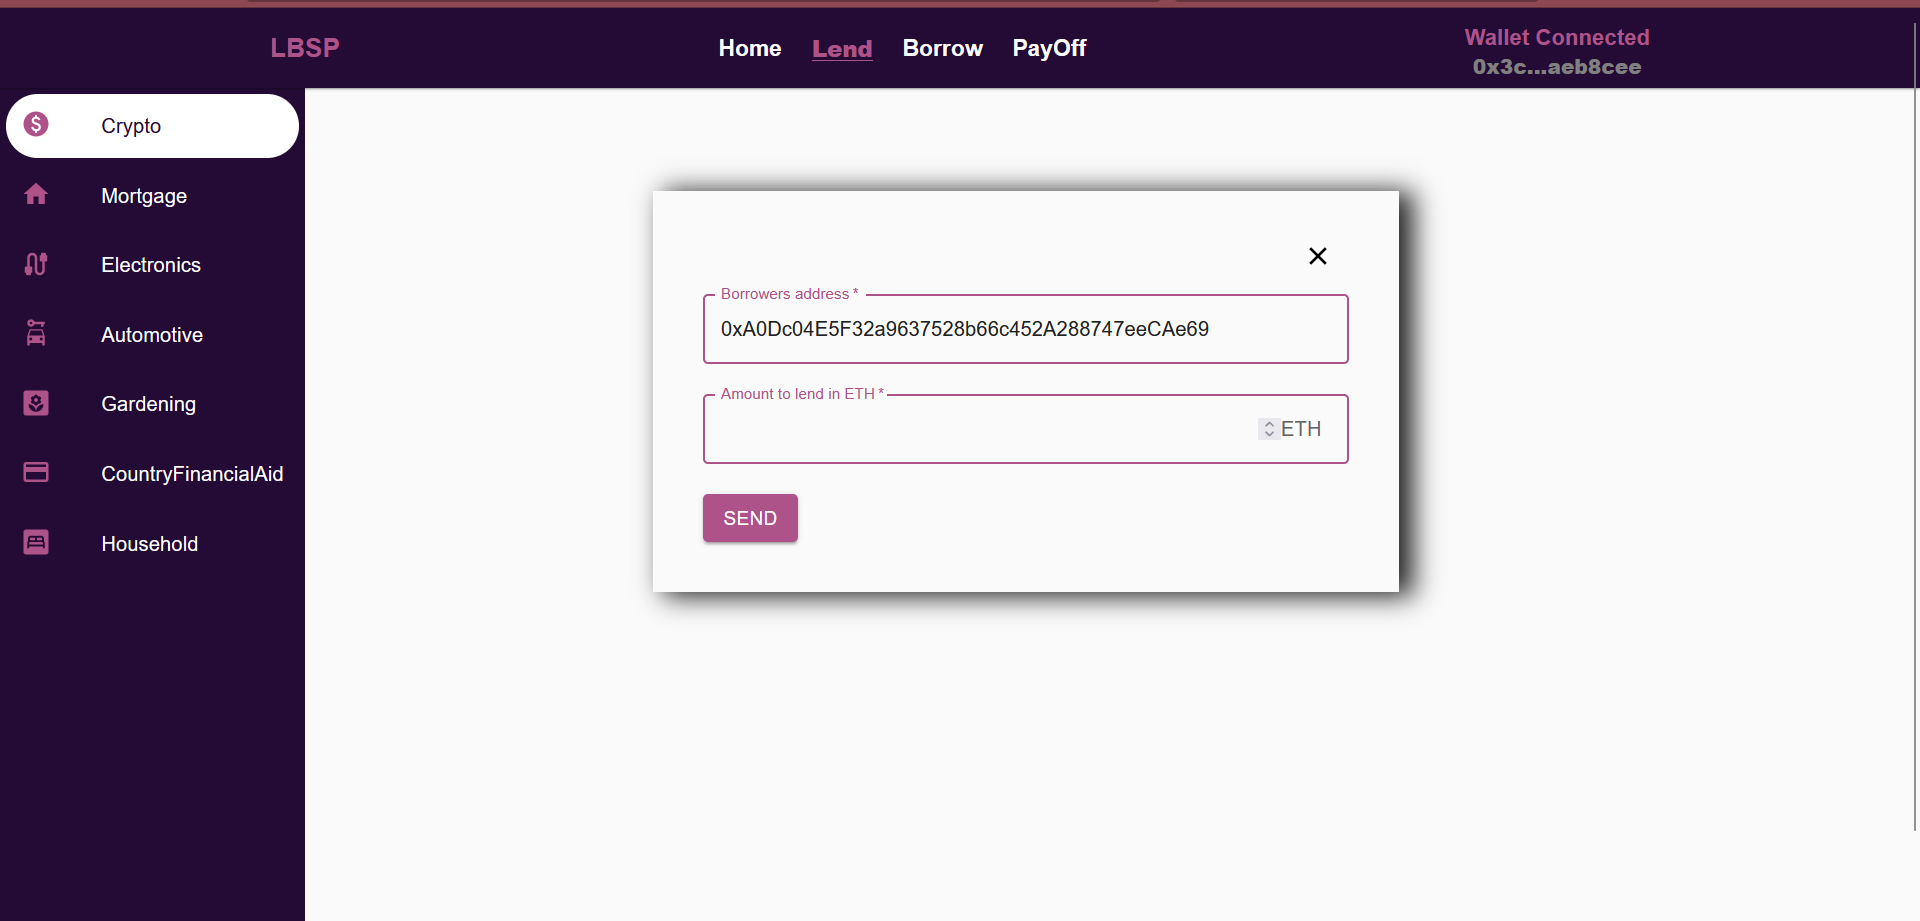 LBSP
Home Lend Borrow PayOff
Wallet Connected
0x3c...aeb8cee
Crypto
Mortgage
Electronics
Automotive
Gardening
CountryFinancialAid
Household
Borrowers address *
0xA0Dc04E5F32a9637528b66c452A288747eeCAe69
Amount to lend in ETH *
ETH
SEND